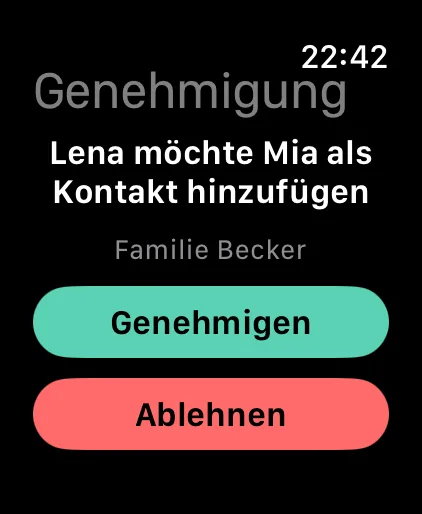 22:42
Genehmigung
Lena möchte Mia als
Kontakt hinzufügen
Familie Becker
Genehmigen
Ablehnen